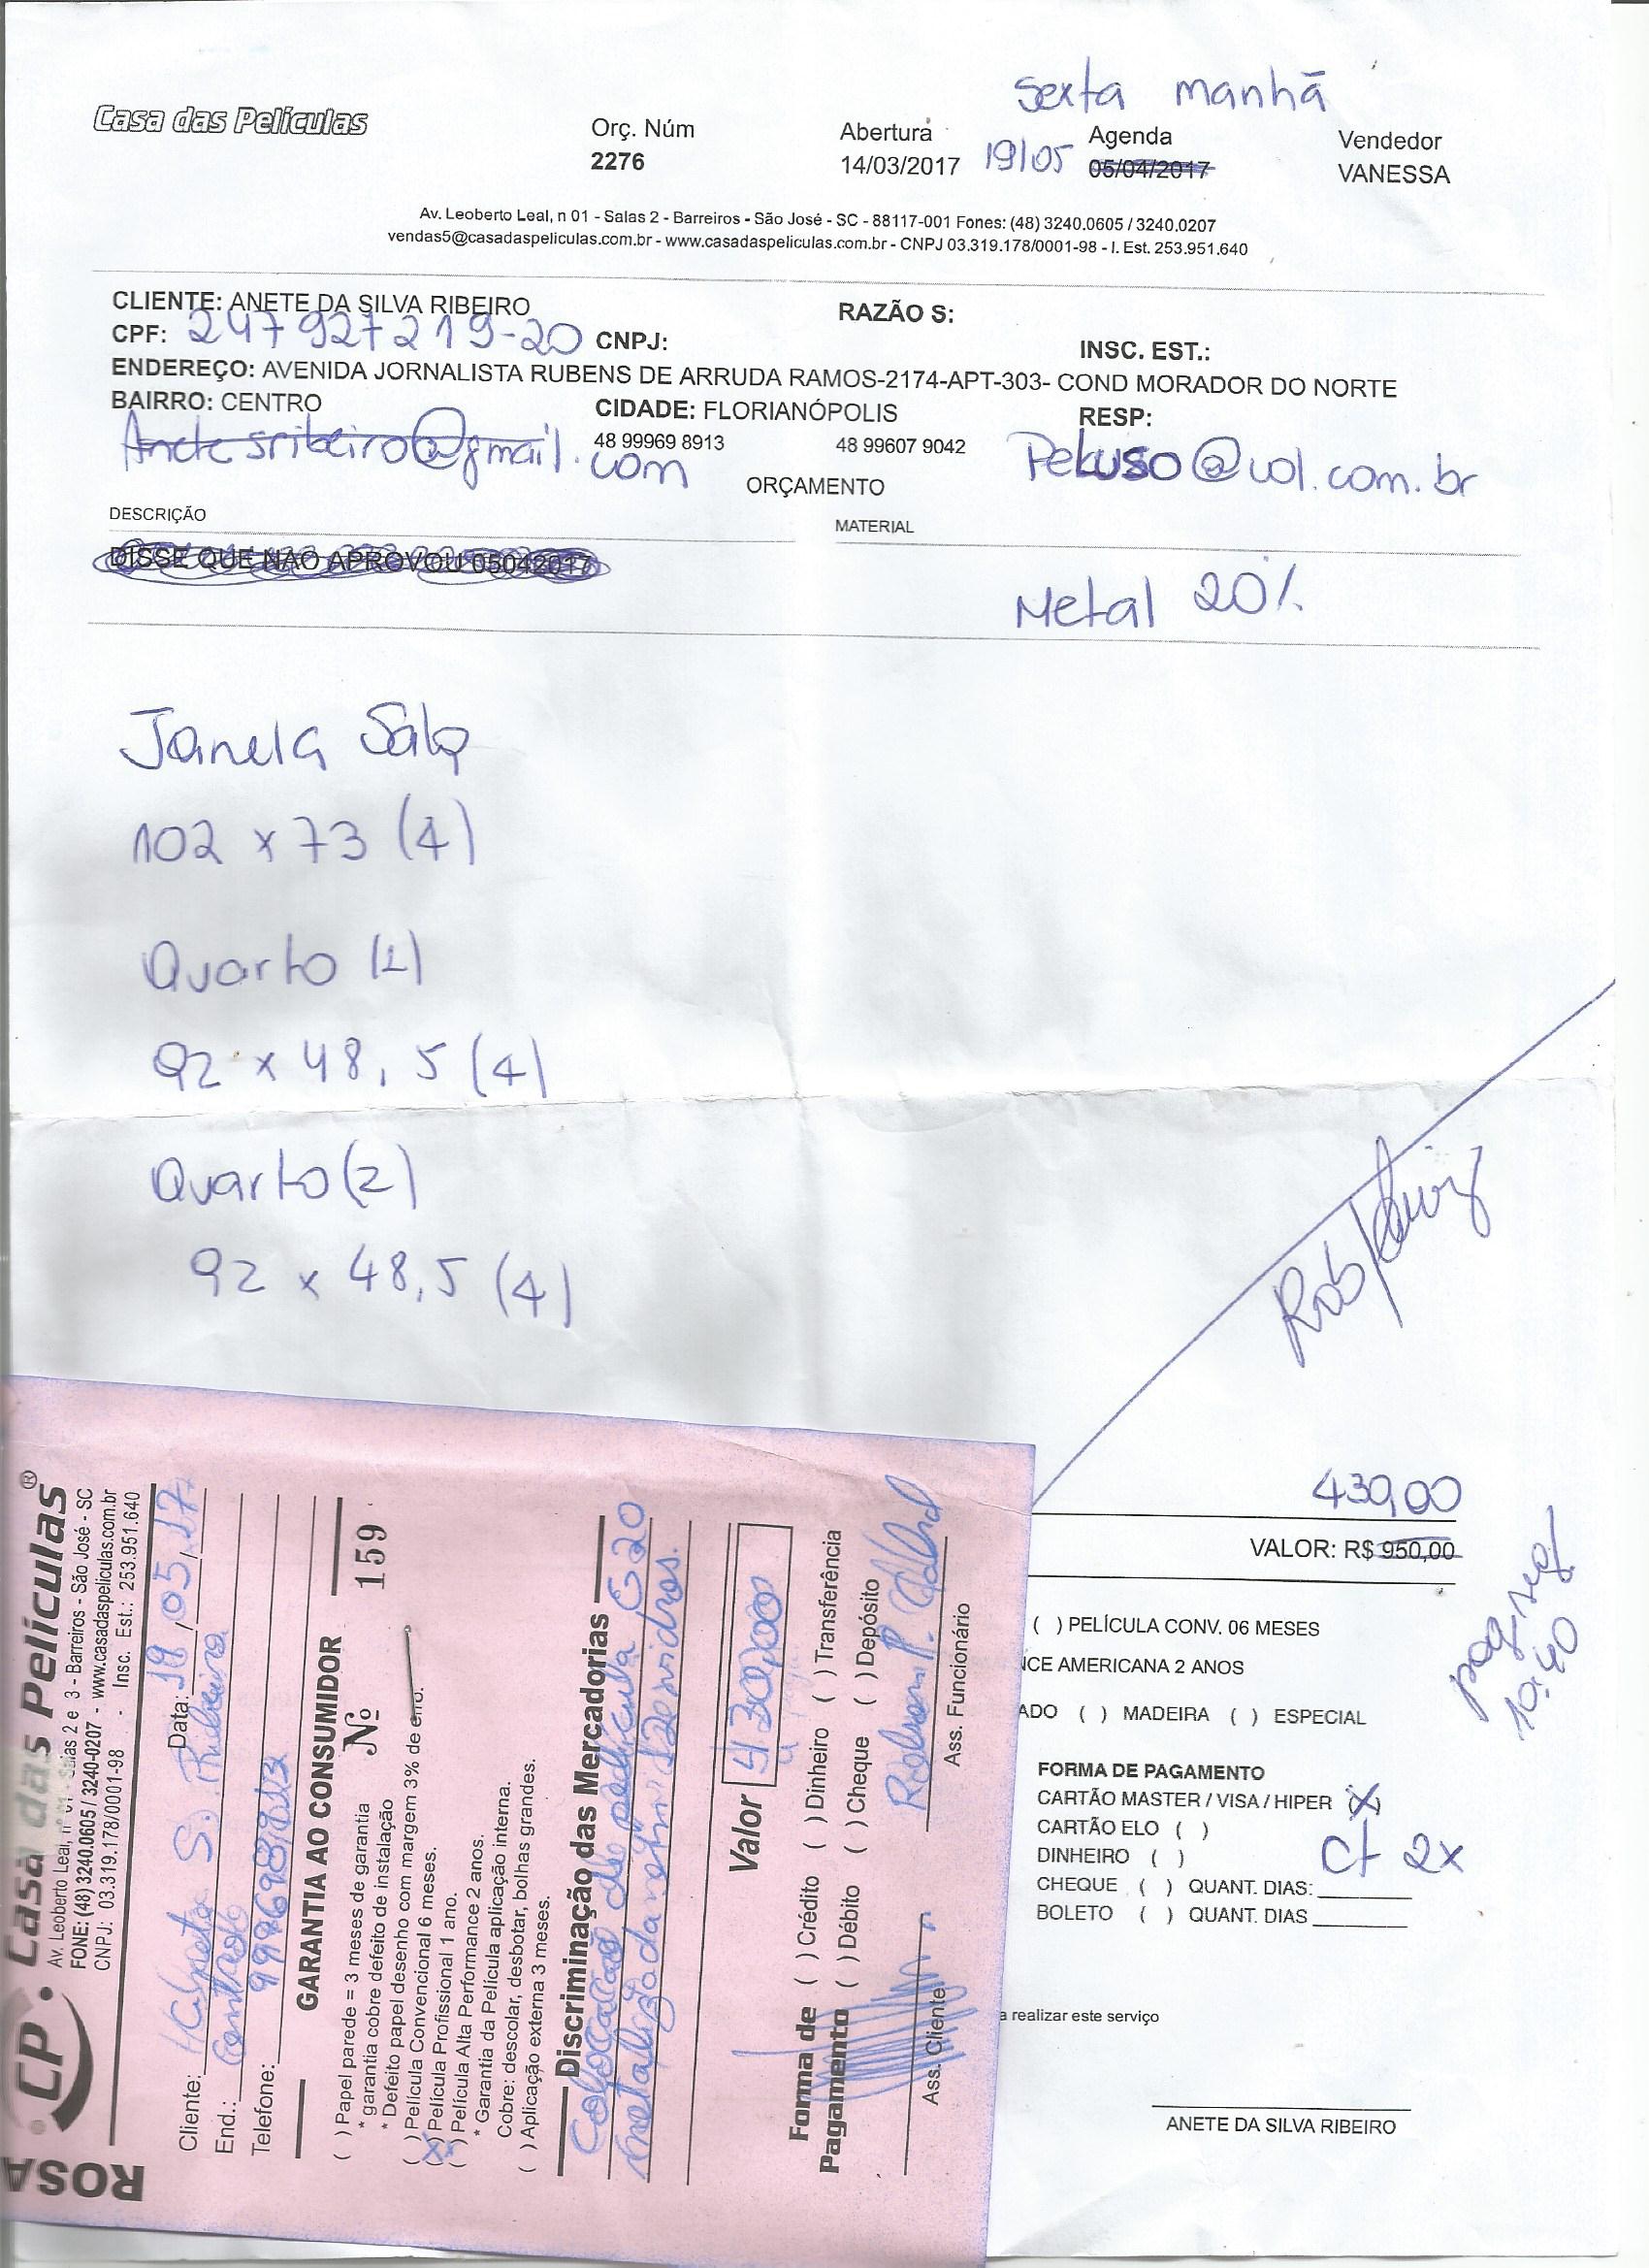 sexta manhã
Casa das Películas
Orç. Núm Abertura Agenda Vendedor
2276 14/03/2017 19/05 05/04/2017 VANESSA
Av. Leoberto Leal, n 01 - Salas 2 - Barreiros - São José - SC - 88117-001 Fones: (48) 3240.0605 / 3240.0207
vendas5@casadaspeliculas.com.br - www.casadaspeliculas.com.br - CNPJ 03.319.178/0001-98 - I. Est. 253.951.640
CLIENTE: ANETE DA SILVA RIBEIRO RAZÃO S:
CPF: 247927219-20 CNPJ: INSC. EST.:
ENDEREÇO: AVENIDA JORNALISTA RUBENS DE ARRUDA RAMOS-2174-APT-303- COND MORADOR DO NORTE
BAIRRO: CENTRO CIDADE: FLORIANÓPOLIS RESP:
Anetesribeiro@gmail.com 48 99969 8913 48 99607 9042 Peluso@uol.com.br
ORÇAMENTO
DESCRIÇÃO MATERIAL
DISSE QUE NAO APROVOU 05042017
Metal 20%
Janela Sala
102 x 73 (4)
Quarto (1)
92 x 48,5 (4)
Quarto (2)
92 x 48,5 (4)
430,00
VALOR: R$ 950,00
( ) PELÍCULA CONV. 06 MESES
NCE AMERICANA 2 ANOS
ADO ( ) MADEIRA ( ) ESPECIAL
10:40
FORMA DE PAGAMENTO
CARTÃO MASTER / VISA / HIPER (X)
CARTÃO ELO ( )
Ct 2x
DINHEIRO ( )
CHEQUE ( ) QUANT. DIAS:
BOLETO ( ) QUANT. DIAS
a realizar este serviço
ANETE DA SILVA RIBEIRO
ROSA
CP. Casa das Películas®
Av. Leoberto Leal, nº 01 - Salas 2 e 3 - Barreiros - São José - SC
FONE: (48) 3240.0605 / 3240-0207 - www.casadaspeliculas.com.br
CNPJ: 03.319.178/0001-98 - Insc. Est.: 253.951.640
Data: 19,05,17
Cliente: S. Ribeiro
End.:
Telefone: 999698913
GARANTIA AO CONSUMIDOR Nº 159
( ) Papel parede = 3 meses de garantia
* garantia cobre defeito de instalação
* Defeito papel desenho com margem 3% de erro.
( ) Película Convencional 6 meses.
(X) Película Profissional 1 ano.
( ) Película Alta Performance 2 anos.
* Garantia da Película aplicação interna.
Cobre: descolar, desbotar, bolhas grandes.
( ) Aplicação externa 3 meses.
Discriminação das Mercadorias
Colocação de película G20
metalizada em 12 vidros.
Valor 430,00
Forma de Pagamento ( ) Crédito ( ) Dinheiro ( ) Transferência
( ) Débito ( ) Cheque ( ) Depósito
Ass. Cliente Ass. Funcionário